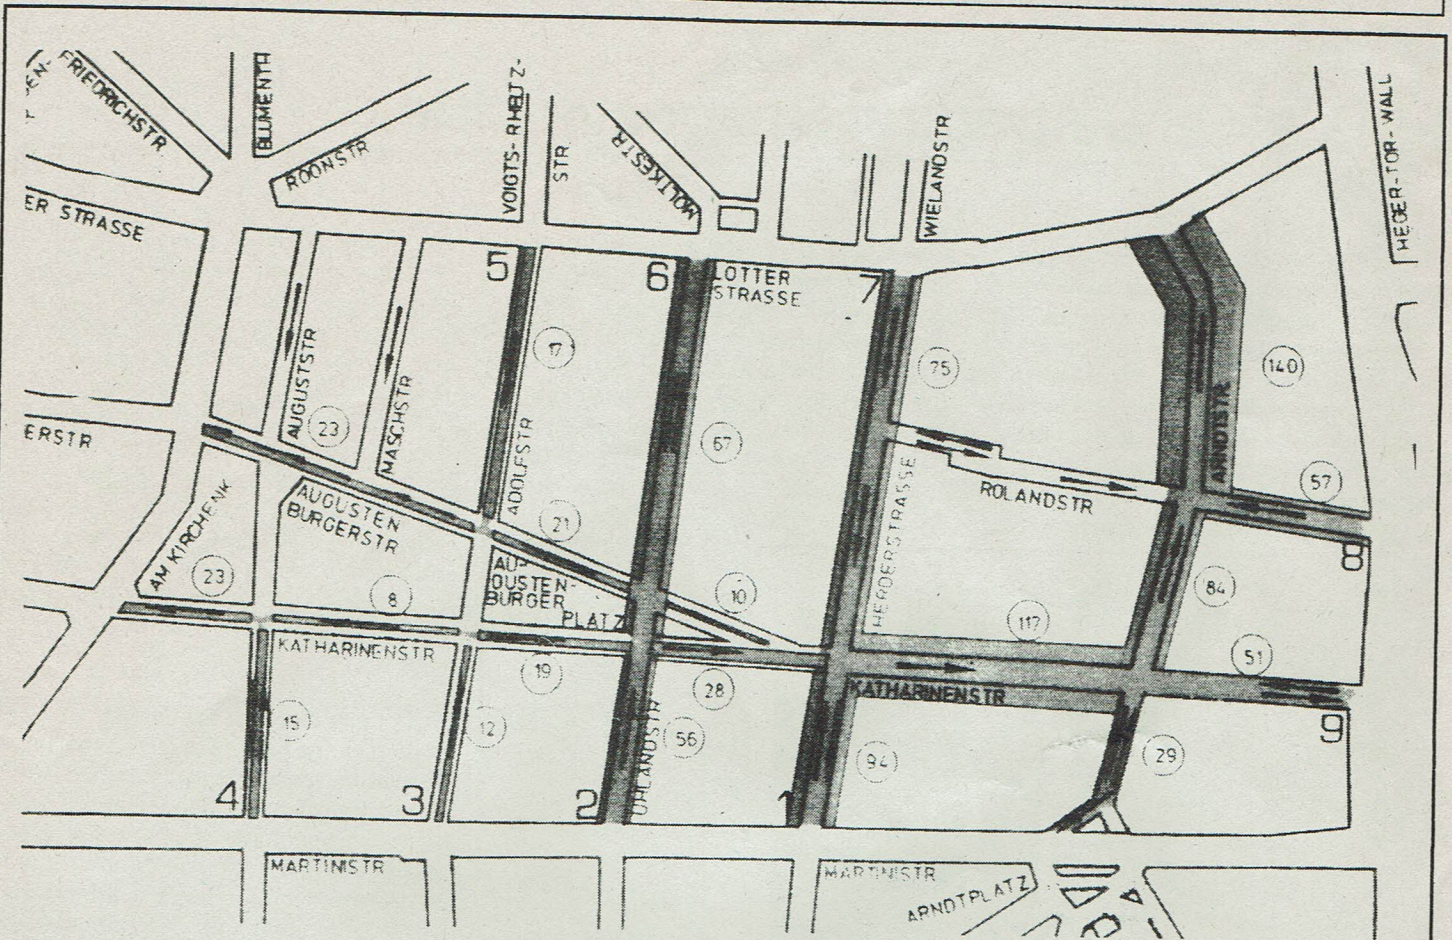 FRIEDRICHSTR.
BLUMENTH
ROONSTR
VOIGTS-RHETZ-
STR.
MOLTKESTR
WIELANDSTR
HEGER-TOR-WALL
ER STRASSE
5
6
LOTTER
STRASSE
7
17
75
140
AUGUSTSTR
23
MASCHSTR
ADOLFSTR
67
ARNDTSTR.
ERSTR
57
ROLANDSTR
AUGUSTEN
BURGERSTR
21
HERDERSTRASSE
8
AM KIRCHENK
23
8
AU-
GUSTEN-
BURGER
PLATZ
10
84
117
KATHARINENSTR
19
28
51
KATHARINENSTR
15
12
UHLANDSTR
56
94
29
9
4
3
2
1
MARTINISTR
MARTINISTR
ARNDTPLATZ